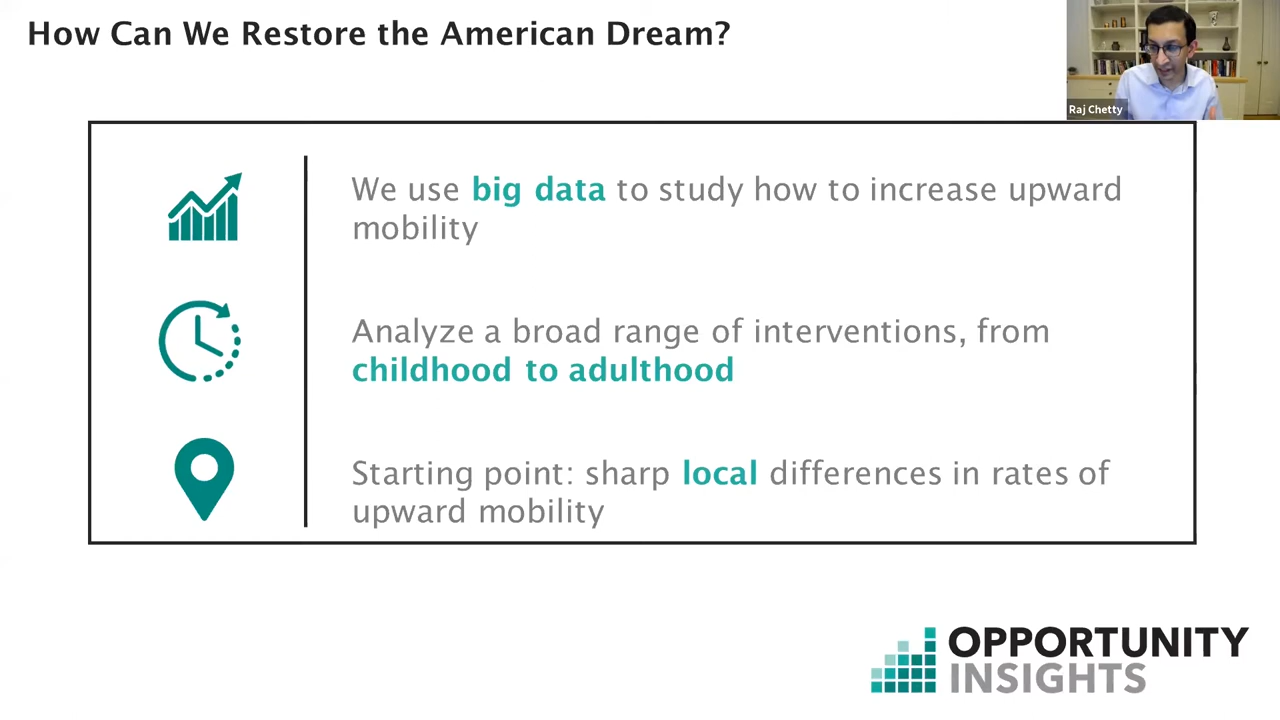 How Can We Restore the American Dream?
Raj Chetty
We use big data to study how to increase upward
mobility
Analyze a broad range of interventions, from
childhood to adulthood
Starting point: sharp local differences in rates of
upward mobility
OPPORTUNITY
INSIGHTS